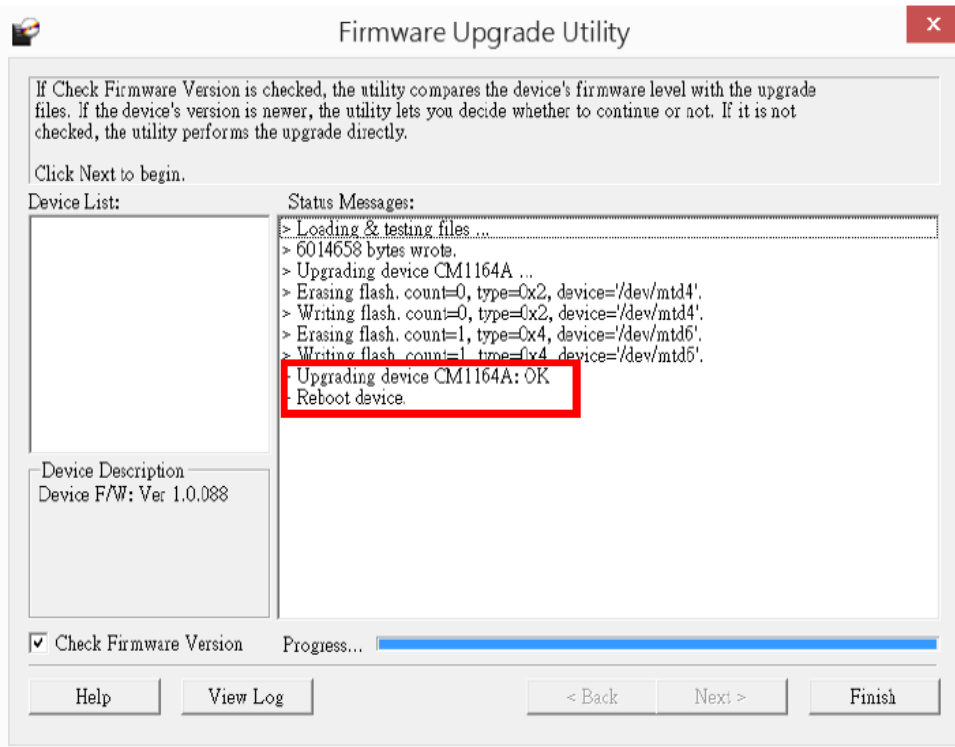 Firmware Upgrade Utility
x
If Check Firmware Version is checked, the utility compares the device's firmware level with the upgrade
files. If the device's version is newer, the utility lets you decide whether to continue or not. If it is not
checked, the utility performs the upgrade directly.
Click Next to begin.
Device List:
Status Messages:
> Loading & testing files ...
> 6014658 bytes wrote.
> Upgrading device CM1164A ...
> Erasing flash. count=0, type=0x2, device='/dev/mtd4'.
> Writing flash. count=0, type=0x2, device='/dev/mtd4'.
> Erasing flash. count=1, type=0x4, device='/dev/mtd6'.
> Writing flash. count=1, type=0x4, device='/dev/mtd6'.
> Upgrading device CM1164A: OK
> Reboot device.
Device Description
Device F/W: Ver 1.0.088
Check Firmware Version
Progress...
Help
View Log
< Back
Next >
Finish